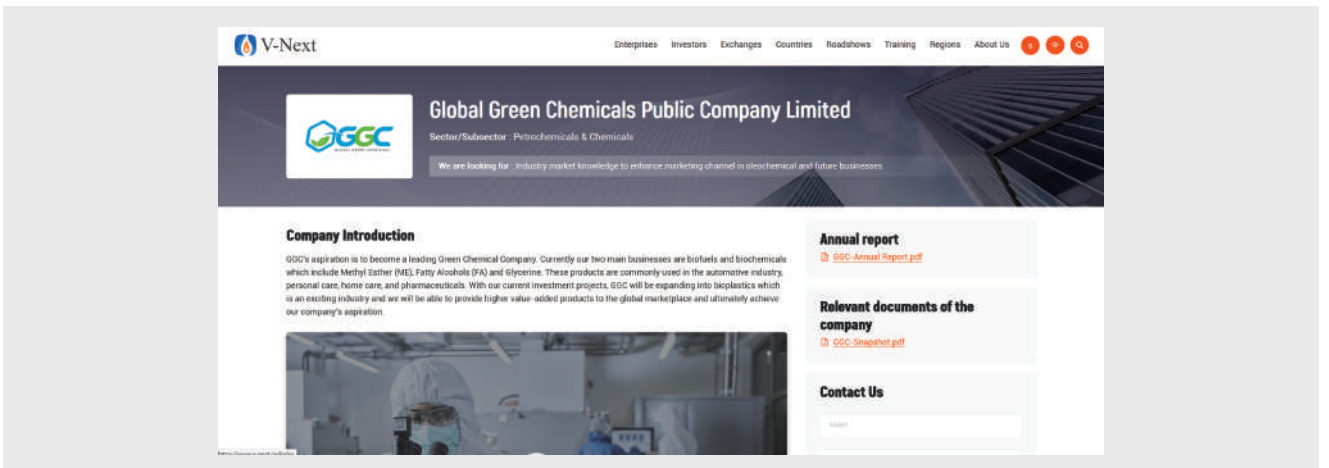 V-Next
Enterprises Investors Exchanges Countries Roadshows Training Regions About Us
GGC
Global Green Chemicals Public Company Limited
Sector/Subsector : Petrochemicals & Chemicals
We are looking for : Industry market knowledge to enhance marketing channel in oleochemical and future businesses
Company Introduction
GGC's aspiration is to become a leading Green Chemical Company. Currently our two main businesses are biofuels and biochemicals
which include Methyl Esther (ME), Fatty Alcohols (FA) and Glycerine. These products are commonly used in the automotive industry,
personal care, home care, and pharmaceuticals. With our current investment projects, GGC will be expanding into bioplastics which
is an exciting industry and we will be able to provide higher value-added products to the global marketplace and ultimately achieve
our company's aspiration.
Annual report
GGC-Annual Report.pdf
Relevant documents of the
company
GGC-Snapshot.pdf
Contact Us